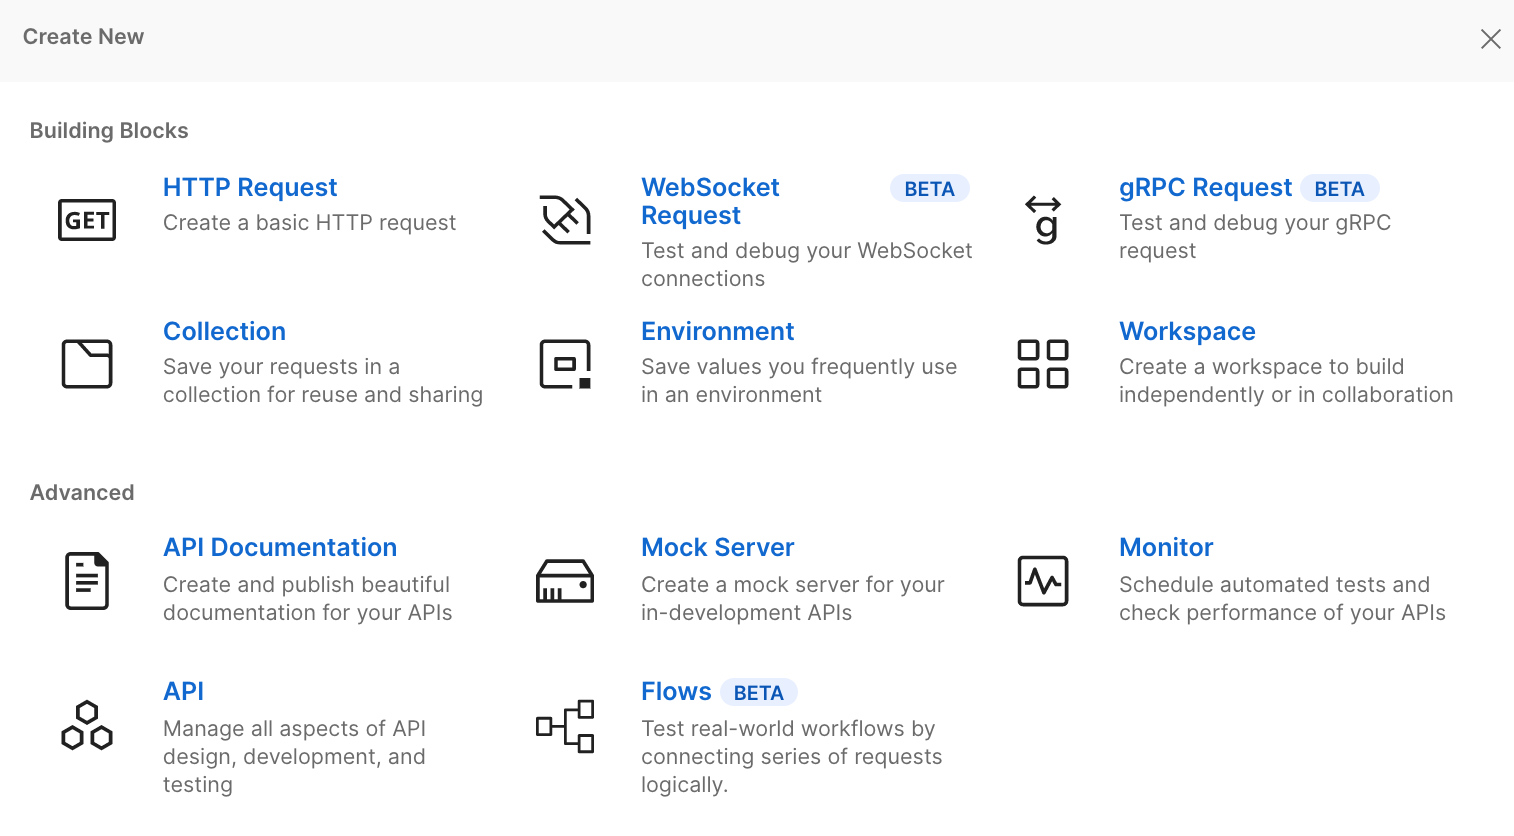 Create New
Building Blocks
GET
HTTP Request
Create a basic HTTP request
WebSocket
Request
BETA
Test and debug your WebSocket
connections
g
gRPC Request BETA
Test and debug your gRPC
request
Collection
Save your requests in a
collection for reuse and sharing
Environment
Save values you frequently use
in an environment
Workspace
Create a workspace to build
independently or in collaboration
Advanced
API Documentation
Create and publish beautiful
documentation for your APIs
Mock Server
Create a mock server for your
in-development APIs
Monitor
Schedule automated tests and
check performance of your APIs
API
Manage all aspects of API
design, development, and
testing
Flows BETA
Test real-world workflows by
connecting series of requests
logically.